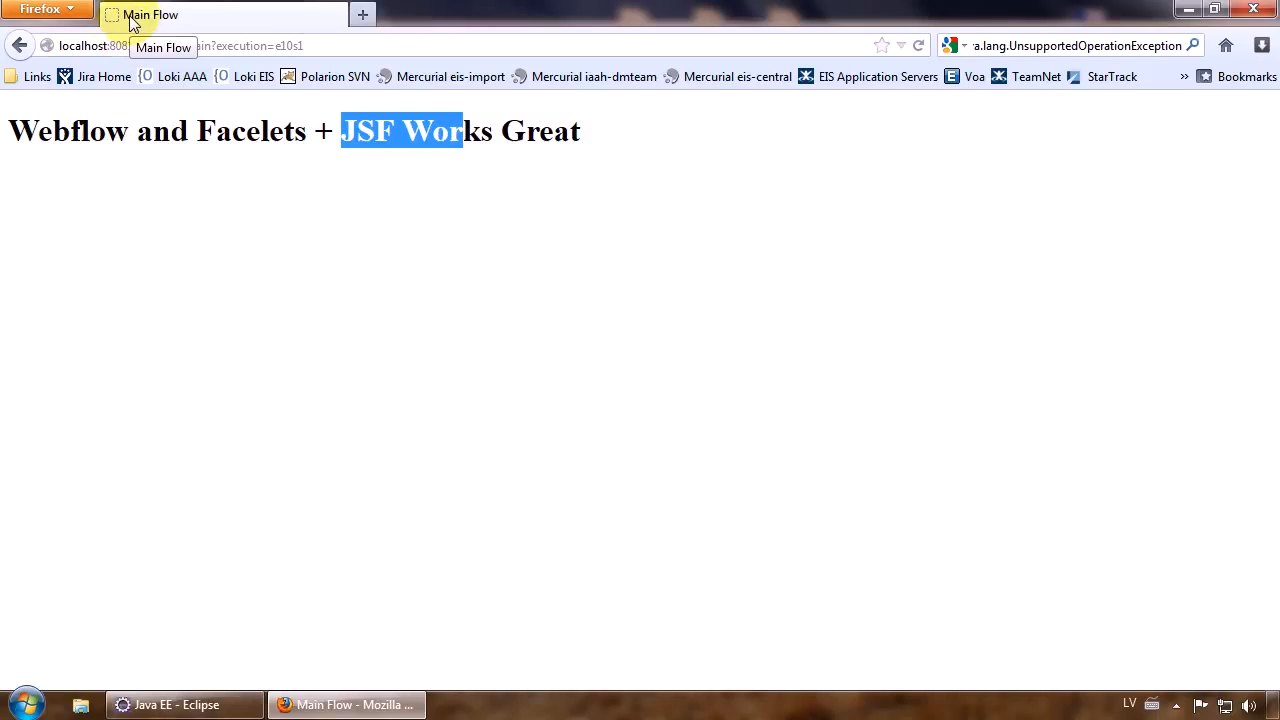 Firefox
Main Flow
localhost:808
ain?execution=e10s1
Main Flow
a.lang.UnsupportedOperationException
Links
Jira Home
Loki AAA
Loki EIS
Polarion SVN
Mercurial eis-import
Mercurial iaah-dmteam
Mercurial eis-central
EIS Application Servers
Voa
TeamNet
StarTrack
»
Bookmarks
Webflow and Facelets + JSF Works Great
Java EE - Eclipse
Main Flow - Mozilla ...
LV